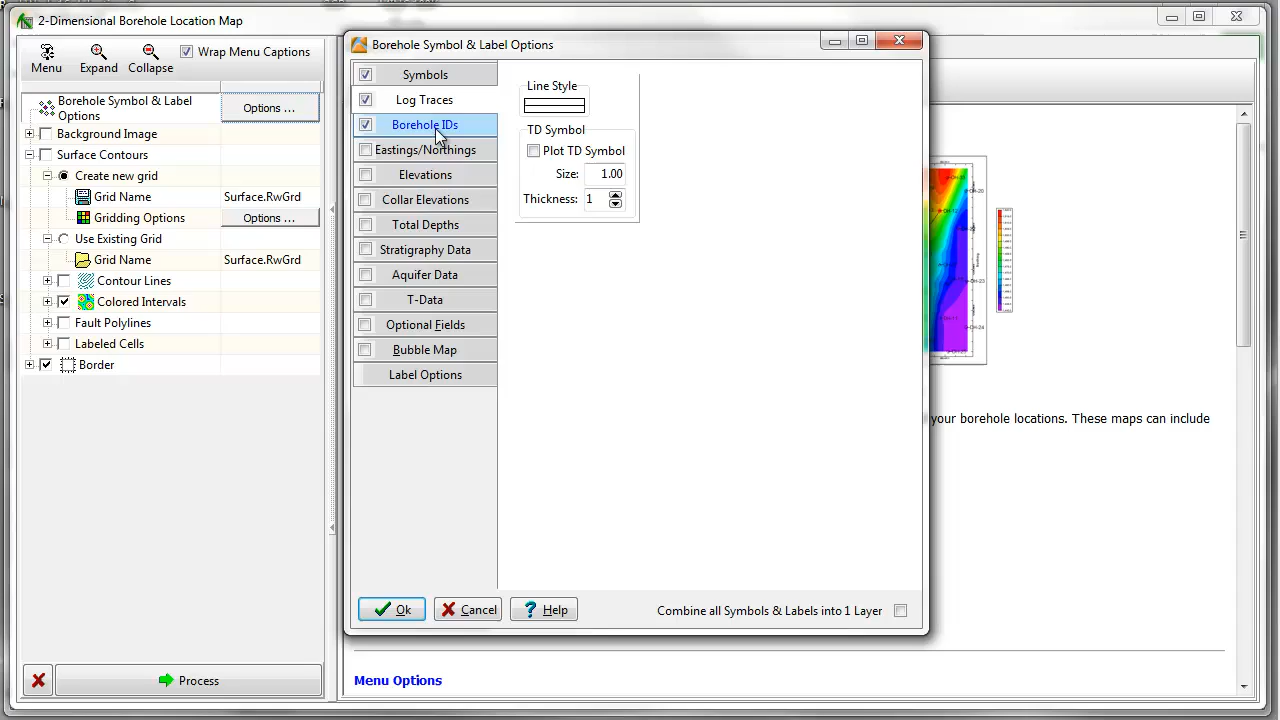 2-Dimensional Borehole Location Map
Borehole Symbol & Label Options
Menu
Expand
Collapse
Wrap Menu Captions
Borehole Symbol & Label
Options
Options ...
Background Image
Surface Contours
Create new grid
Grid Name
Surface.RwGrd
Gridding Options
Options ...
Use Existing Grid
Grid Name
Surface.RwGrd
Contour Lines
Colored Intervals
Fault Polylines
Labeled Cells
Border
Process
Symbols
Log Traces
Borehole IDs
Eastings/Northings
Elevations
Collar Elevations
Total Depths
Stratigraphy Data
Aquifer Data
T-Data
Optional Fields
Bubble Map
Label Options
Line Style
TD Symbol
Plot TD Symbol
Size: 1.00
Thickness: 1
Ok
Cancel
Help
Combine all Symbols & Labels into 1 Layer
your borehole locations. These maps can include
Menu Options